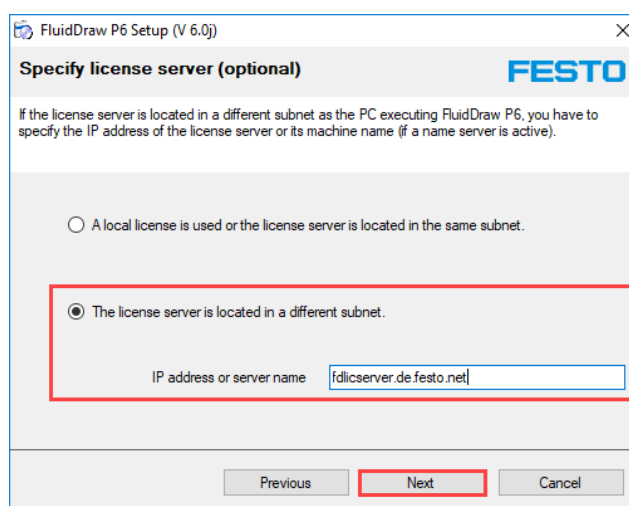 FluidDraw P6 Setup (V 6.0j)
Specify license server (optional)
FESTO
If the license server is located in a different subnet as the PC executing FluidDraw P6, you have to
specify the IP address of the license server or its machine name (if a name server is active).
A local license is used or the license server is located in the same subnet.
The license server is located in a different subnet.
IP address or server name
fdlicserver.de.festo.net
Previous
Next
Cancel